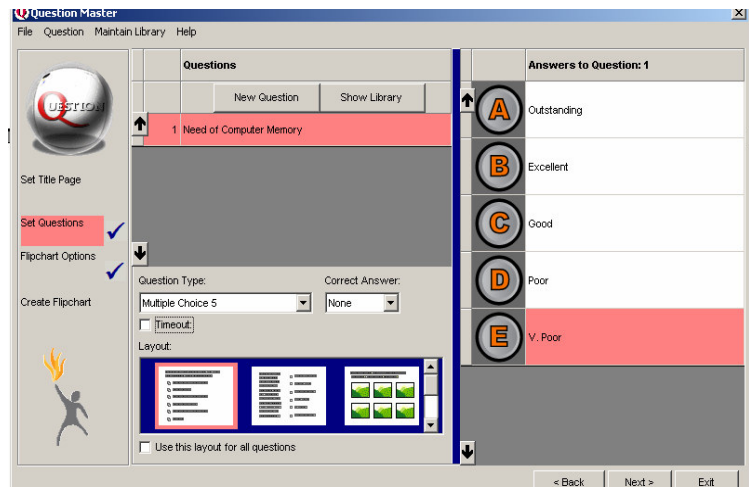 Question Master
File Question Maintain Library Help
QUESTION
Set Title Page
Set Questions
Flipchart Options
Create Flipchart
Questions
New Question Show Library
1 Need of Computer Memory
Question Type: Correct Answer:
Multiple Choice 5 None
Timeout:
Layout:
Use this layout for all questions
Answers to Question: 1
A Outstanding
B Excellent
C Good
D Poor
E V. Poor
< Back Next > Exit